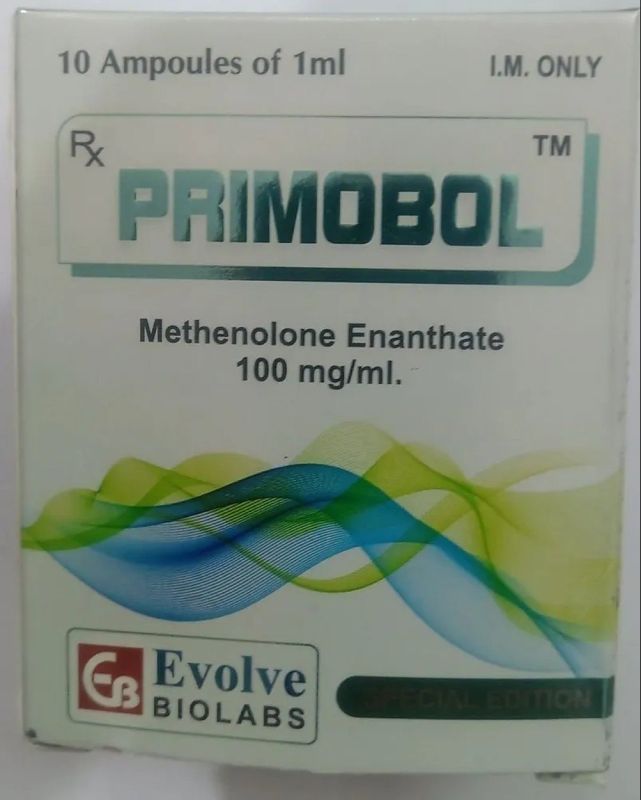 10 Ampoules of 1ml
I.M. ONLY
Rx
TM
PRIMOBOL
Methenolone Enanthate
100 mg/ml.
EB
Evolve
BIOLABS
SPECIAL EDITION